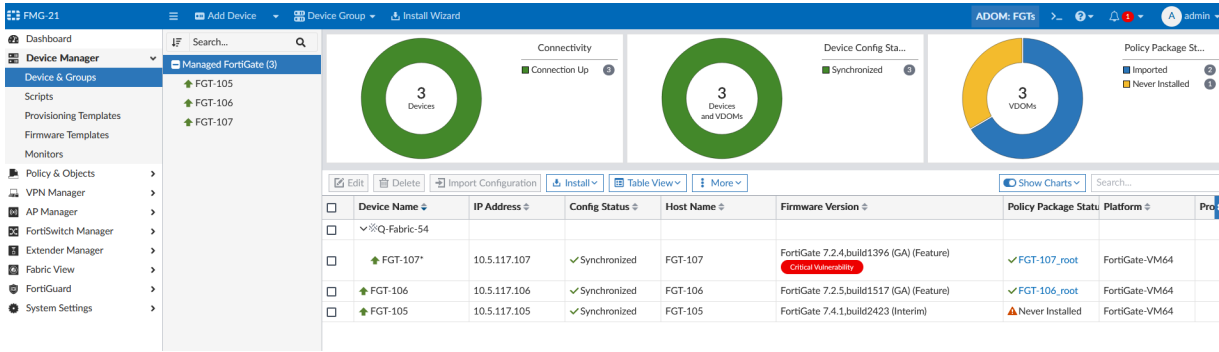 FMG-21
Add Device
Device Group
Install Wizard
ADOM: FGTs
1
A
admin
Dashboard
Device Manager
Device & Groups
Scripts
Provisioning Templates
Firmware Templates
Monitors
Policy & Objects
VPN Manager
AP Manager
FortiSwitch Manager
Extender Manager
Fabric View
FortiGuard
System Settings
Search...
Managed FortiGate (3)
FGT-105
FGT-106
FGT-107
Connectivity
Connection Up 3
3
Devices
Device Config Sta...
Synchronized 3
3
Devices
and VDOMs
Policy Package St...
Imported 2
Never Installed 1
3
VDOMs
Edit Delete Import Configuration Install Table View More Show Charts Search...
Device Name IP Address Config Status Host Name Firmware Version Policy Package Statu Platform Pro
Q-Fabric-54
FGT-107* 10.5.117.107 Synchronized FGT-107 FortiGate 7.2.4,build1396 (GA) (Feature) FGT-107_root FortiGate-VM64
Critical Vulnerability
FGT-106 10.5.117.106 Synchronized FGT-106 FortiGate 7.2.5,build1517 (GA) (Feature) FGT-106_root FortiGate-VM64
FGT-105 10.5.117.105 Synchronized FGT-105 FortiGate 7.4.1,build2423 (Interim) Never Installed FortiGate-VM64